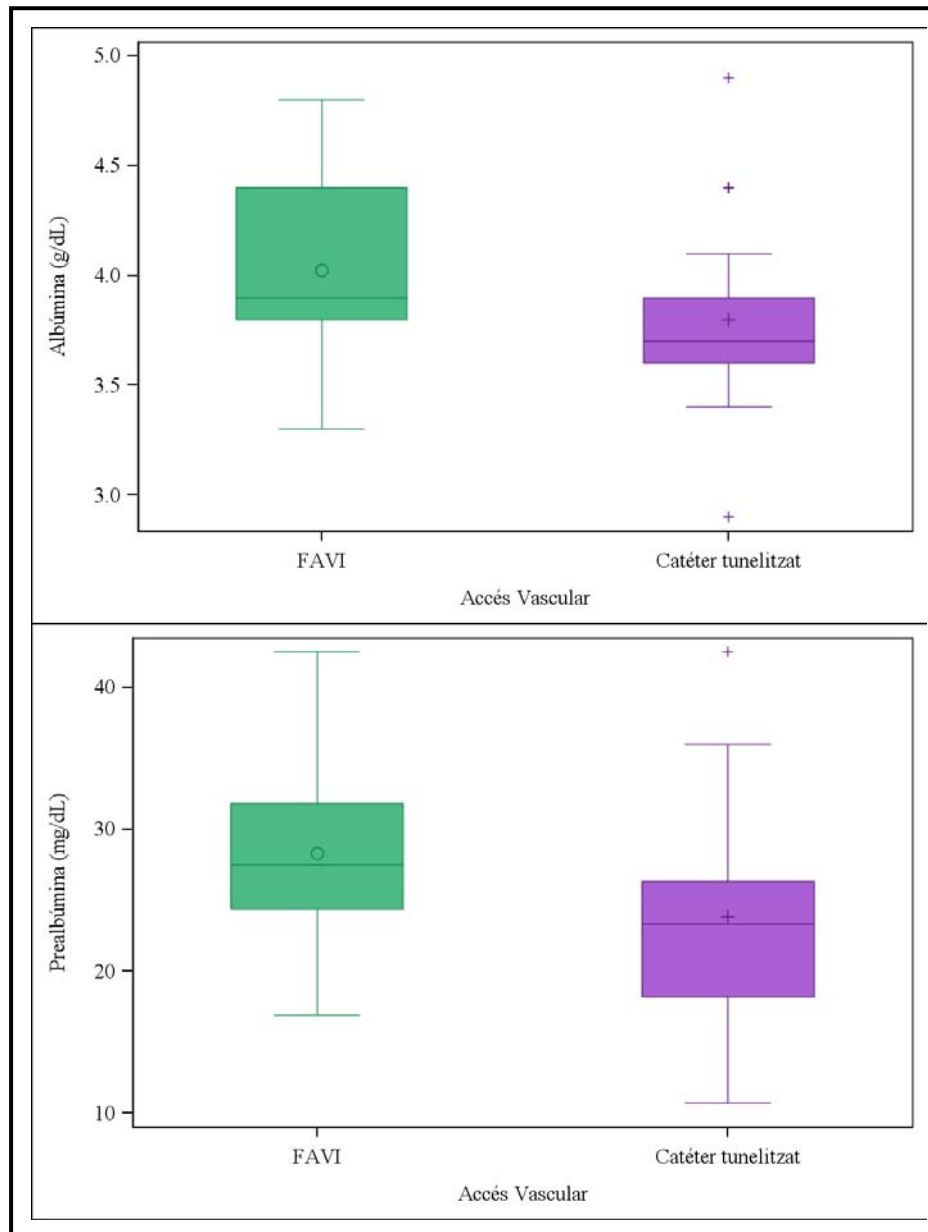 5.0
4.5
4.0
3.5
3.0
Albúmina (g/dL)
FAVI
Catéter tunelitzat
Accés Vascular
40
30
20
10
Prealbúmina (mg/dL)
FAVI
Catéter tunelitzat
Accés Vascular